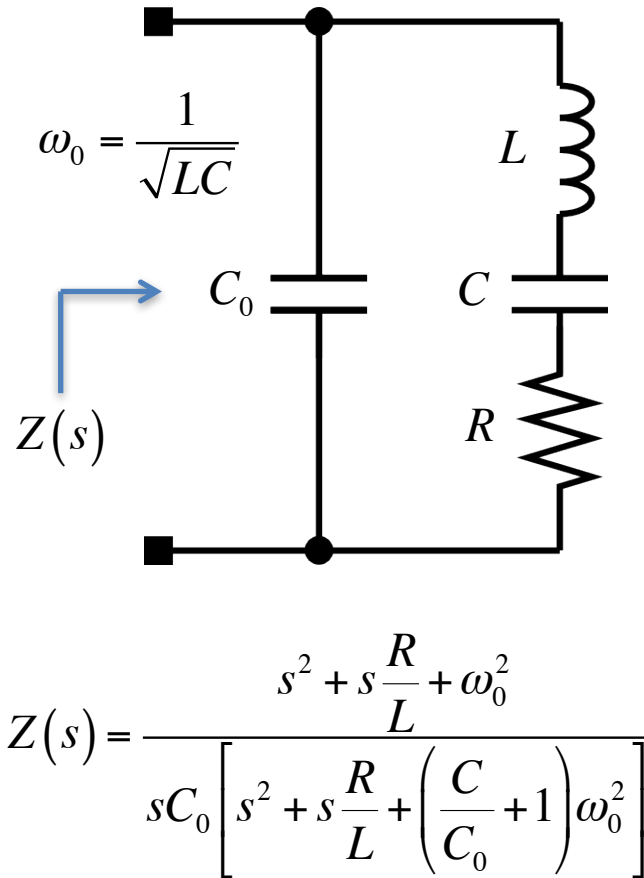 ω₀ = 1/√(LC)
L
C₀
C
Z(s)
R
Z(s) = (s² + s R/L + ω₀²) / (sC₀[s² + s R/L + (C/C₀ + 1)ω₀²])